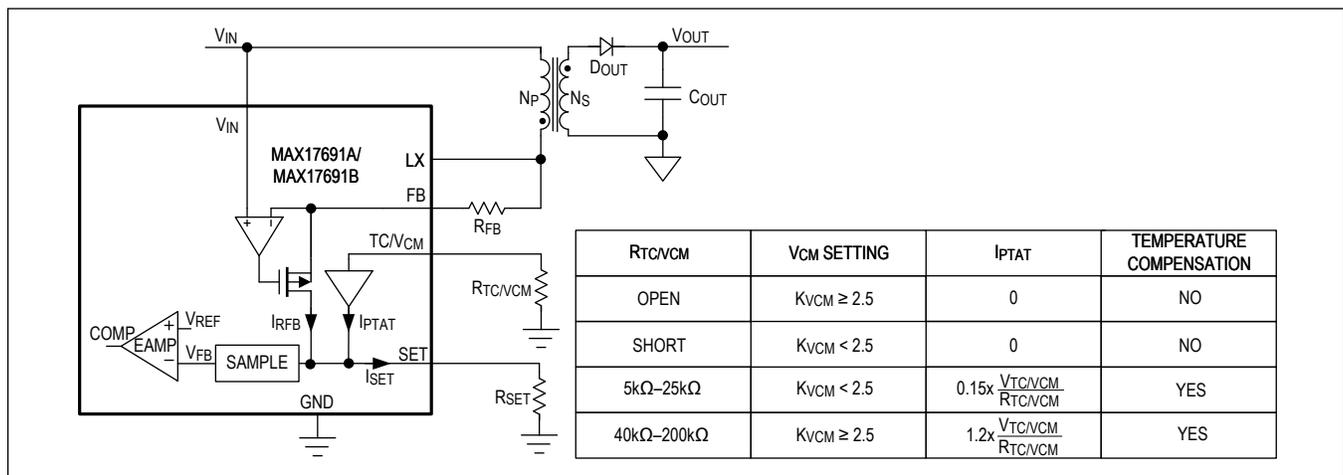 VIN
VOUT
DOUT
NP
NS
COUT
VIN
MAX17691A/
MAX17691B
LX
FB
RFB
TC/VCM
RTC/VCM
IRFB
IPTAT
COMP
EAMP
VREF
VFB
SAMPLE
SET
ISET
RSET
GND
RTC/VCM VCM SETTING IPTAT TEMPERATURE COMPENSATION
OPEN KVCM ≥ 2.5 0 NO
SHORT KVCM < 2.5 0 NO
5kΩ–25kΩ KVCM < 2.5 0.15x VTC/VCM / RTC/VCM YES
40kΩ–200kΩ KVCM ≥ 2.5 1.2x VTC/VCM / RTC/VCM YES